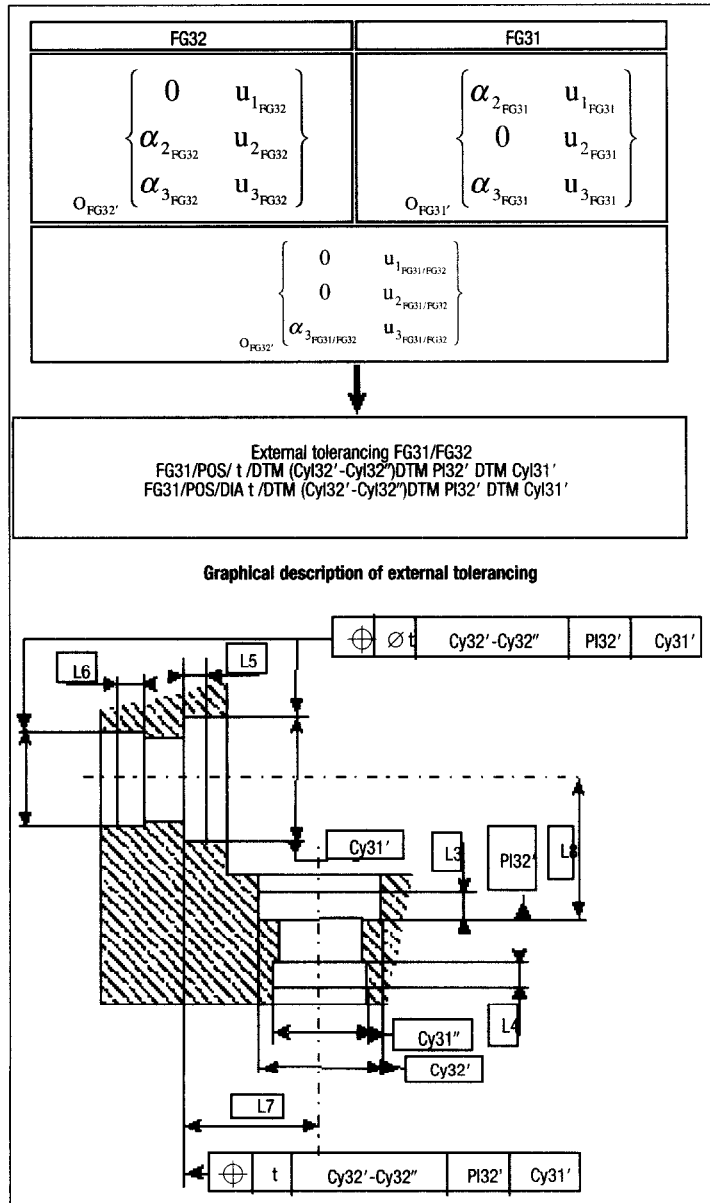 FG32 FG31
0 u1FG32
α2FG32 u2FG32
OFG32' α3FG32 u3FG32
α2FG31 u1FG31
0 u2FG31
OFG31' α3FG31 u3FG31
0 u1FG31/FG32
0 u2FG31/FG32
OFG32' α3FG31/FG32 u3FG31/FG32
External tolerancing FG31/FG32
FG31/POS/ t /DTM (Cyl32′-Cyl32″)DTM Pl32′ DTM Cyl31′
FG31/POS/DIA t /DTM (Cyl32′-Cyl32″)DTM Pl32′ DTM Cyl31′
Graphical description of external tolerancing
⌖ ∅ t Cy32′-Cy32″ Pl32′ Cy31′
L6 L5
Cy31′ L3 Pl32′ L8
L4
Cy31″
Cy32′
L7
⌖ t Cy32′-Cy32″ Pl32′ Cy31′